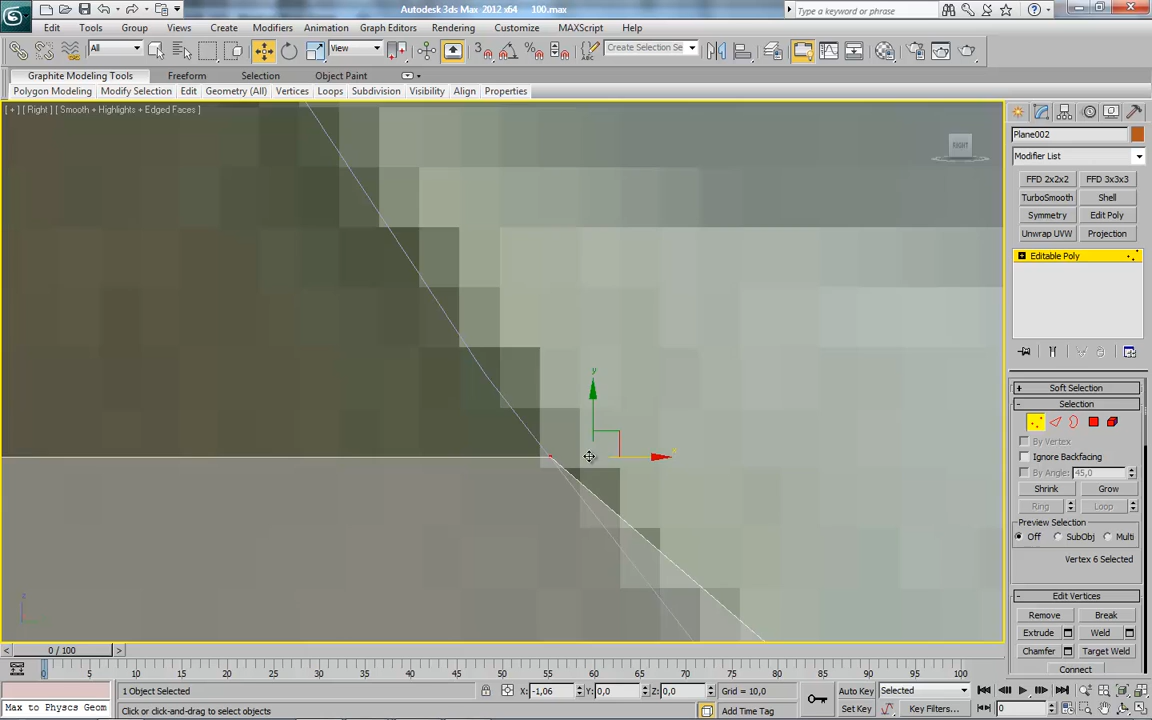 Autodesk 3ds Max 2012 x64    100.max
Type a keyword or phrase
Edit Tools Group Views Create Modifiers Animation Graph Editors Rendering Customize MAXScript Help
All View Create Selection Se
Graphite Modeling Tools Freeform Selection Object Paint
Polygon Modeling Modify Selection Edit Geometry (All) Vertices Loops Subdivision Visibility Align Properties
[ + ] [ Right ] [ Smooth + Highlights + Edged Faces ]
RIGHT
Plane002
Modifier List
FFD 2x2x2 FFD 3x3x3
TurboSmooth Shell
Symmetry Edit Poly
Unwrap UVW Projection
Editable Poly
+ Soft Selection
- Selection
By Vertex
Ignore Backfacing
By Angle: 45,0
Shrink Grow
Ring Loop
Preview Selection
Off SubObj Multi
Vertex 6 Selected
- Edit Vertices
Remove Break
Extrude Weld
Chamfer Target Weld
Connect
y
x
z
< 0 / 100 >
0 5 10 15 20 25 30 35 40 45 50 55 60 65 70 75 80 85 90 95 100
1 Object Selected X: -1,06 Y: 0,0 Z: 0,0 Grid = 10,0 Auto Key Selected
Max to Physcs Geom Click or click-and-drag to select objects Add Time Tag Set Key Key Filters... 0